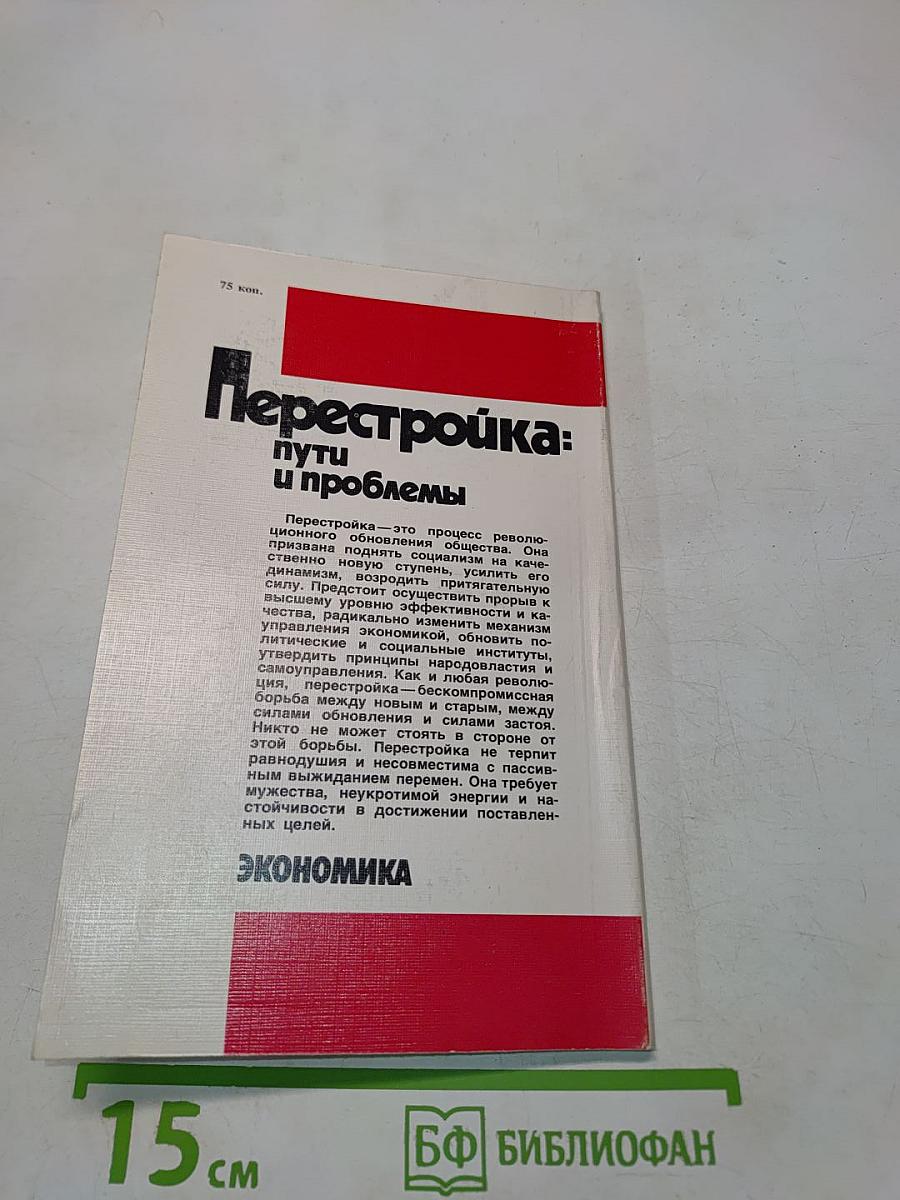 75 коп.
Перестройка:
пути
и проблемы
Перестройка—это процесс револю-
ционного обновления общества. Она
призвана поднять социализм на каче-
ственно новую ступень, усилить его
динамизм, возродить притягательную
силу. Предстоит осуществить прорыв к
высшему уровню эффективности и ка-
чества, радикально изменить механизм
управления экономикой, обновить по-
литические и социальные институты,
утвердить принципы народовластия и
самоуправления. Как и любая револю-
ция, перестройка—бескомпромиссная
борьба между новым и старым, между
силами обновления и силами застоя.
Никто не может стоять в стороне от
этой борьбы. Перестройка не терпит
равнодушия и несовместима с пассив-
ным выжиданием перемен. Она требует
мужества, неукротимой энергии и на-
стойчивости в достижении поставлен-
ных целей.
ЭКОНОМИКА
15 см
БФ БИБЛИОФАН